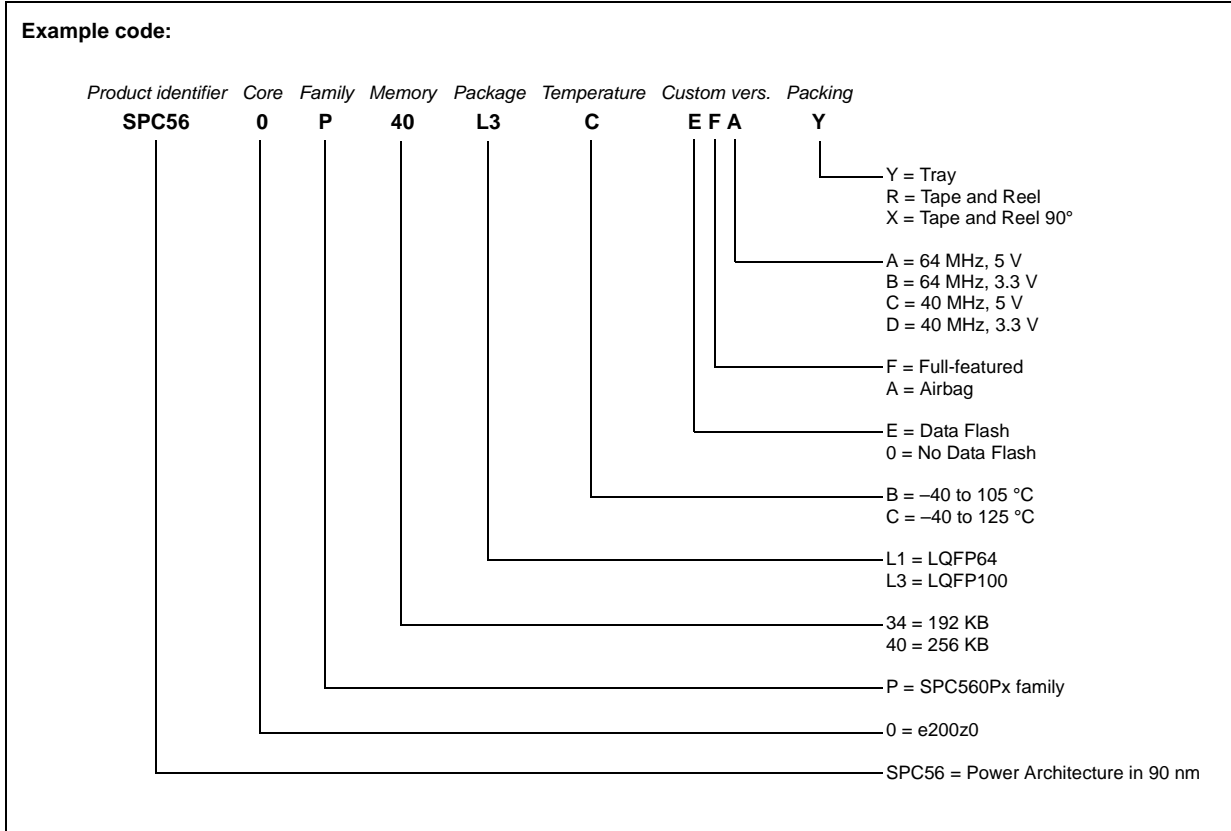 Example code:
Product identifier Core Family Memory Package Temperature Custom vers. Packing
SPC56 0 P 40 L3 C E F A Y
Y = Tray
R = Tape and Reel
X = Tape and Reel 90°
A = 64 MHz, 5 V
B = 64 MHz, 3.3 V
C = 40 MHz, 5 V
D = 40 MHz, 3.3 V
F = Full-featured
A = Airbag
E = Data Flash
0 = No Data Flash
B = –40 to 105 °C
C = –40 to 125 °C
L1 = LQFP64
L3 = LQFP100
34 = 192 KB
40 = 256 KB
P = SPC560Px family
0 = e200z0
SPC56 = Power Architecture in 90 nm